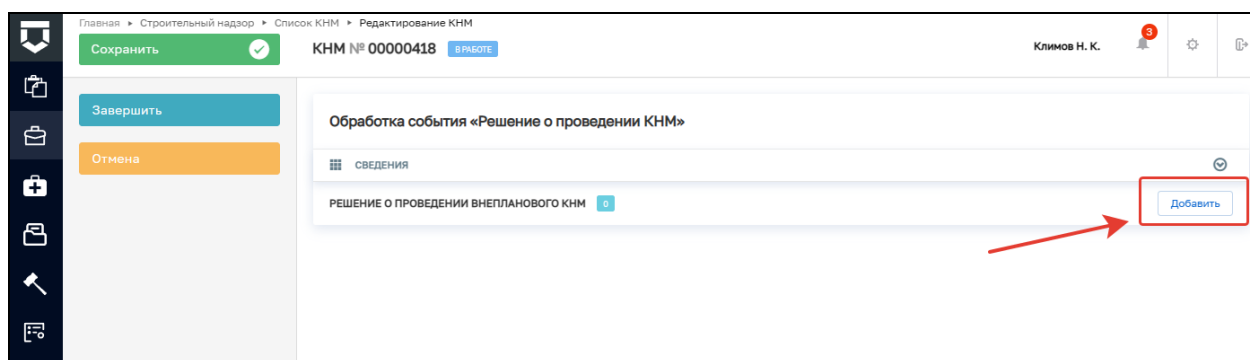 Главная ▸ Строительный надзор ▸ Список КНМ ▸ Редактирование КНМ
Сохранить
КНМ № 00000418 В РАБОТЕ
Климов Н. К.
3
Завершить
Отмена
Обработка события «Решение о проведении КНМ»
СВЕДЕНИЯ
РЕШЕНИЕ О ПРОВЕДЕНИИ ВНЕПЛАНОВОГО КНМ 0
Добавить